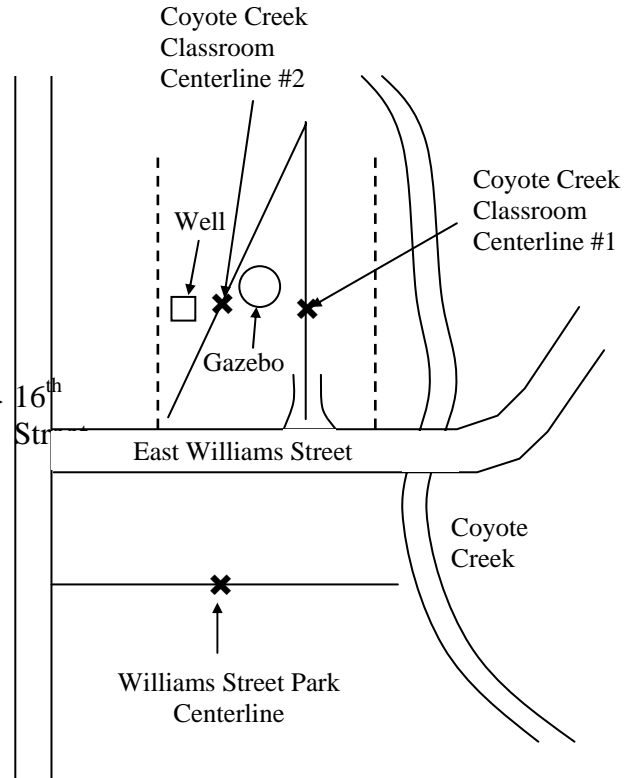 Coyote Creek
Classroom
Centerline #2
Coyote Creek
Classroom
Centerline #1
Well
Gazebo
16th
East Williams Street
Coyote
Creek
Williams Street Park
Centerline